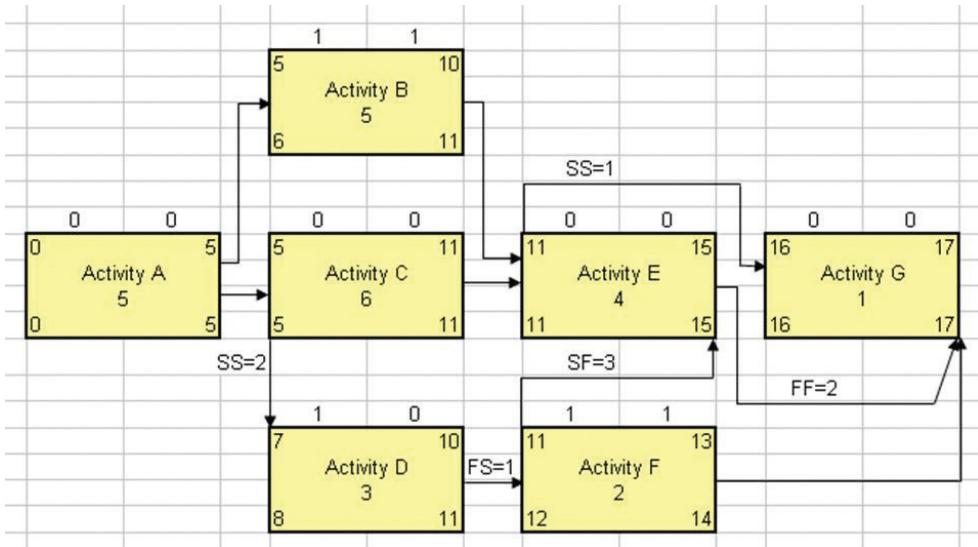 1 1
5 10
Activity B
5
6 11
SS=1
0 0
0 5
Activity A
5
0 5
0 0
5 11
Activity C
6
5 11
0 0
11 15
Activity E
4
11 15
0 0
16 17
Activity G
1
16 17
SS=2
SF=3
FF=2
1 0
7 10
Activity D
3
8 11
FS=1
1 1
11 13
Activity F
2
12 14